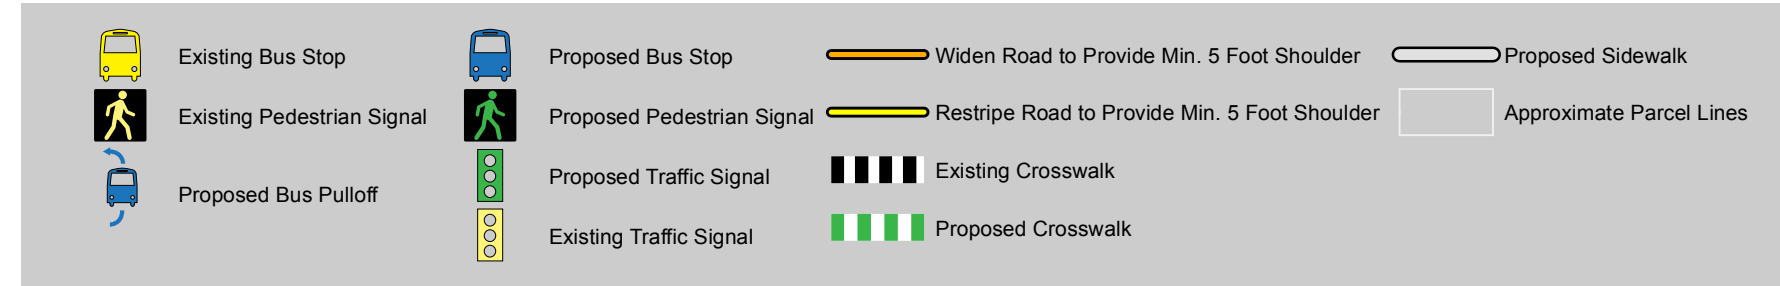 Existing Bus Stop
Existing Pedestrian Signal
Proposed Bus Pulloff
Proposed Bus Stop
Proposed Pedestrian Signal
Proposed Traffic Signal
Existing Traffic Signal
Widen Road to Provide Min. 5 Foot Shoulder
Restripe Road to Provide Min. 5 Foot Shoulder
Existing Crosswalk
Proposed Crosswalk
Proposed Sidewalk
Approximate Parcel Lines